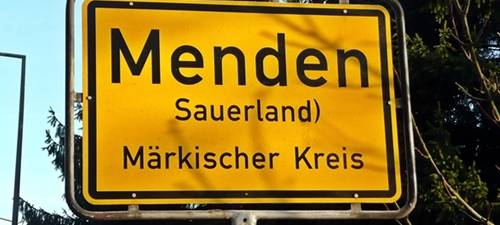 Menden
Sauerland)
Märkischer Kreis